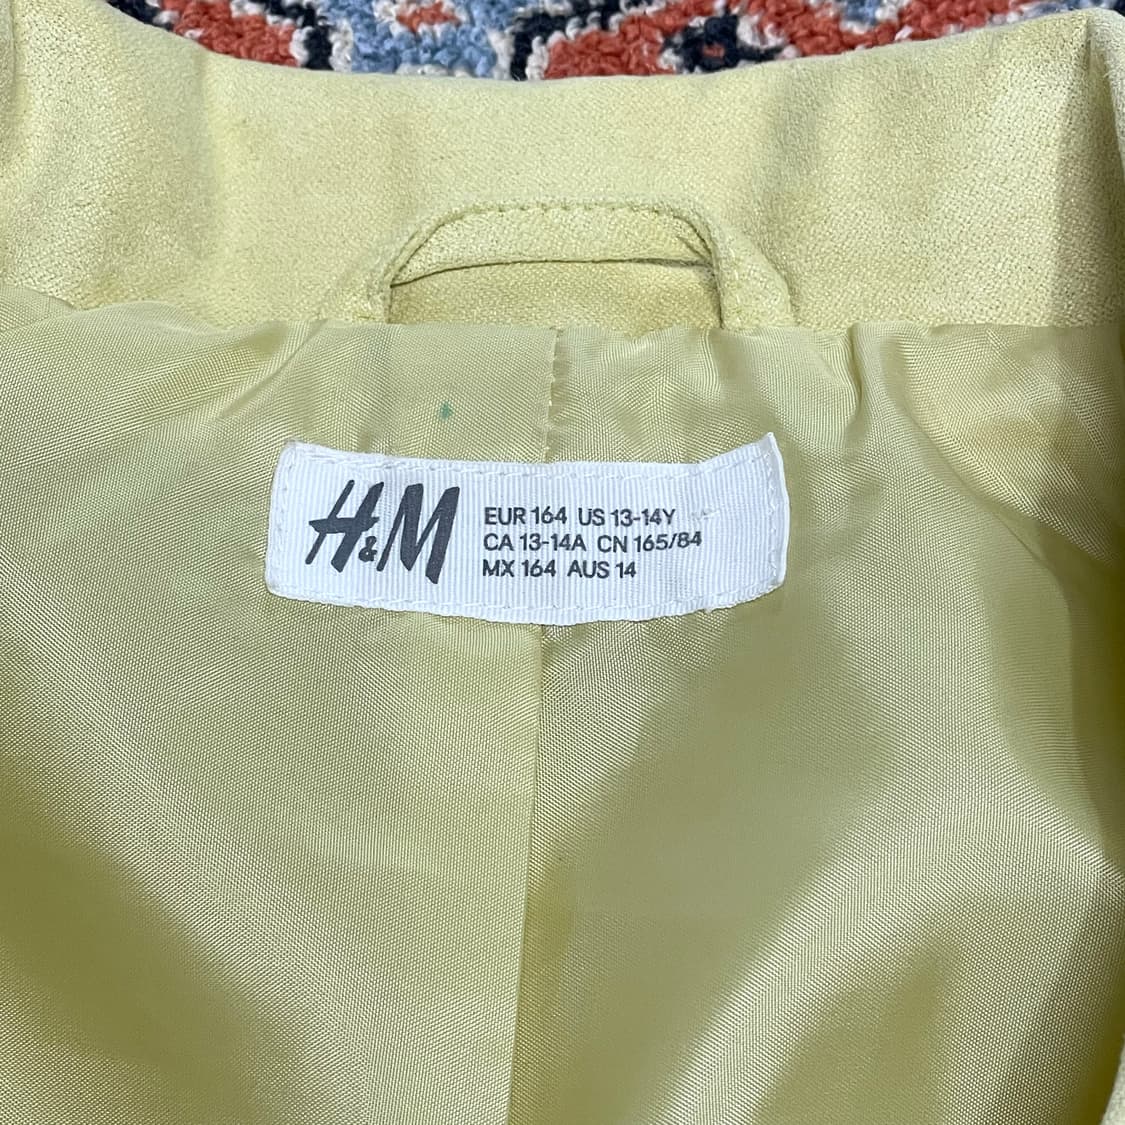 H&M
EUR 164 US 13-14Y
CA 13-14A CN 165/84
MX 164 AUS 14